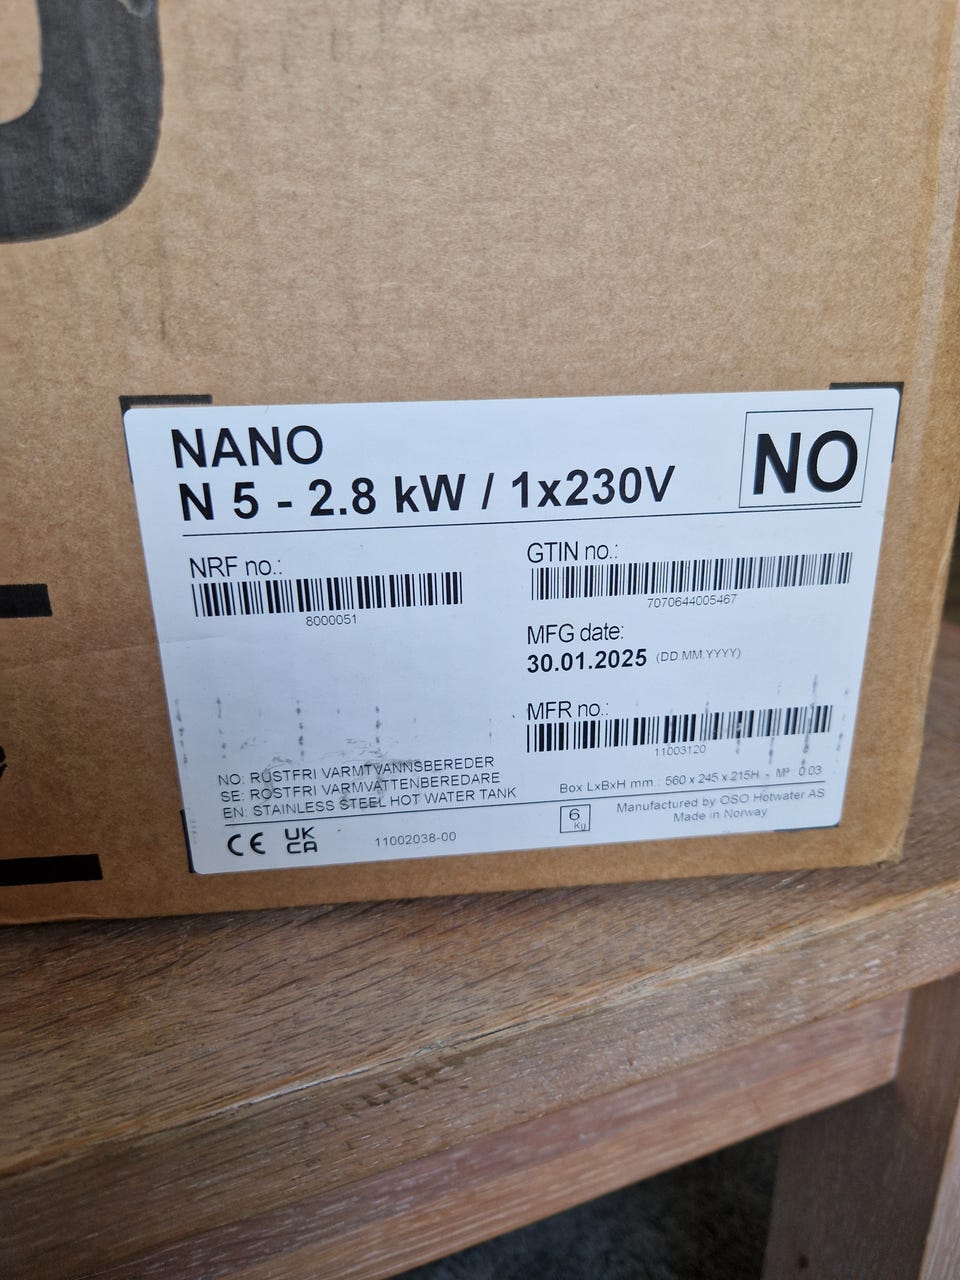 NANO
N 5 - 2.8 kW / 1x230V
NO
NRF no.:
8000051
GTIN no.:
7070644005467
MFG date:
30.01.2025 (DD.MM.YYYY)
MFR no.:
11003120
NO: RUSTFRI VARMTVANNSBEREDER
SE: ROSTFRI VARMVATTENBEREDARE
EN: STAINLESS STEEL HOT WATER TANK
Box LxBxH mm.: 560 x 245 x 215H - M³ 0.03
CE UK CA
11002038-00
6 Kg
Manufactured by OSO Hotwater AS
Made in Norway